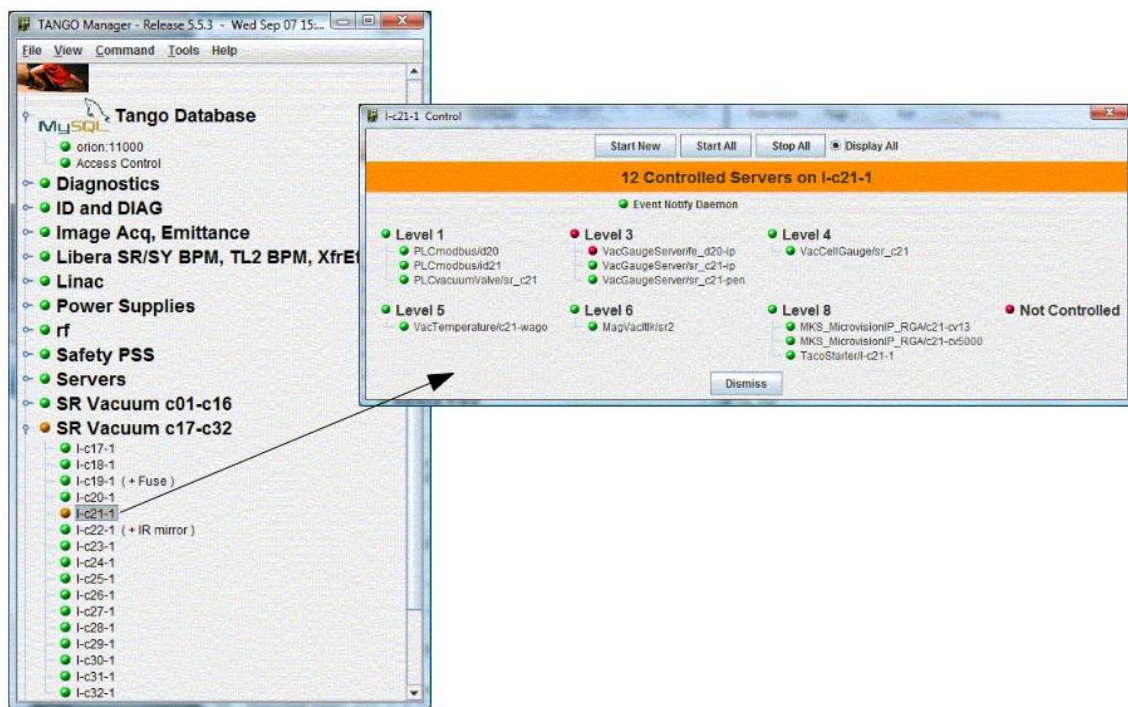 TANGO Manager - Release 5.5.3 - Wed Sep 07 15:...
File View Command Tools Help
MySQL Tango Database
orion:11000
Access Control
Diagnostics
ID and DIAG
Image Acq, Emittance
Libera SR/SY BPM, TL2 BPM, XfrEf
Linac
Power Supplies
rf
Safety PSS
Servers
SR Vacuum c01-c16
SR Vacuum c17-c32
l-c17-1
l-c18-1
l-c19-1 ( + Fuse )
l-c20-1
l-c21-1
l-c22-1 ( + IR mirror )
l-c23-1
l-c24-1
l-c25-1
l-c26-1
l-c27-1
l-c28-1
l-c29-1
l-c30-1
l-c31-1
l-c32-1
l-c21-1 Control
Start New Start All Stop All Display All
12 Controlled Servers on l-c21-1
Event Notify Daemon
Level 1
PLCmodbus/d20
PLCmodbus/id21
PLCvacuumValve/sr_c21
Level 3
VacGaugeServer/fe_d20-ip
VacGaugeServer/sr_c21-ip
VacGaugeServer/sr_c21-pen
Level 4
VacCellGauge/sr_c21
Level 5
VacTemperature/c21-wago
Level 6
MagVacItlk/sr2
Level 8
MKS_MicrovisionIP_RGA/c21-cv13
MKS_MicrovisionIP_RGA/c21-cv5000
TacoStarter/l-c21-1
Not Controlled
Dismiss